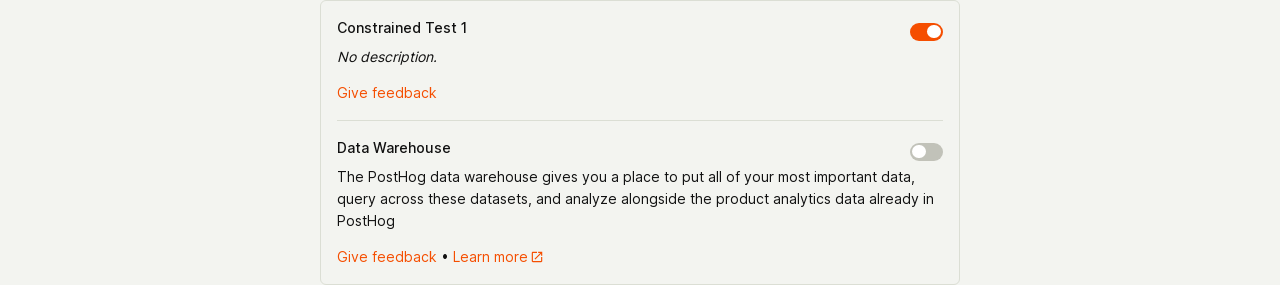 Constrained Test 1
No description.
Give feedback
Data Warehouse
The PostHog data warehouse gives you a place to put all of your most important data,
query across these datasets, and analyze alongside the product analytics data already in
PostHog
Give feedback • Learn more